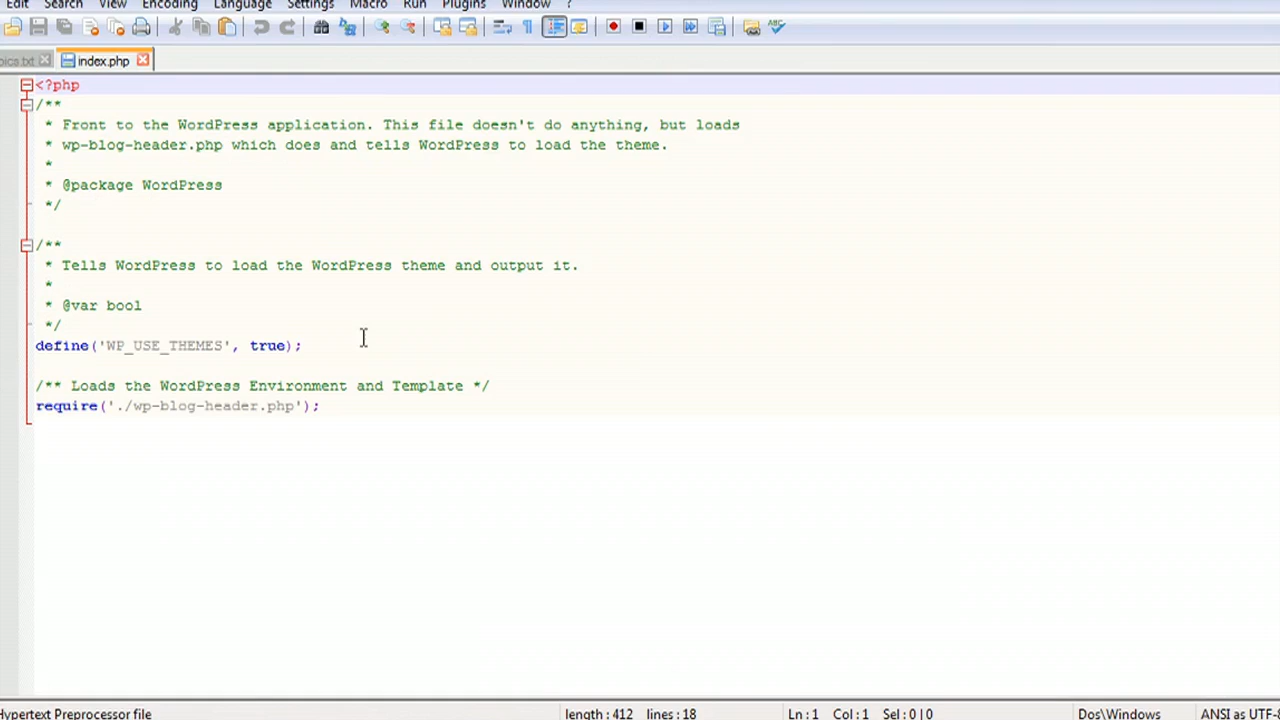 Edit Search View Encoding Language Settings Macro Run Plugins Window ?
pics.txt index.php
<?php
/**
* Front to the WordPress application. This file doesn't do anything, but loads
* wp-blog-header.php which does and tells WordPress to load the theme.
*
* @package WordPress
*/
/**
* Tells WordPress to load the WordPress theme and output it.
*
* @var bool
*/
define('WP_USE_THEMES', true);
/** Loads the WordPress Environment and Template */
require('./wp-blog-header.php');
Hypertext Preprocessor file length : 412 lines : 18 Ln : 1 Col : 1 Sel : 0 | 0 Dos\Windows ANSI as UTF-8